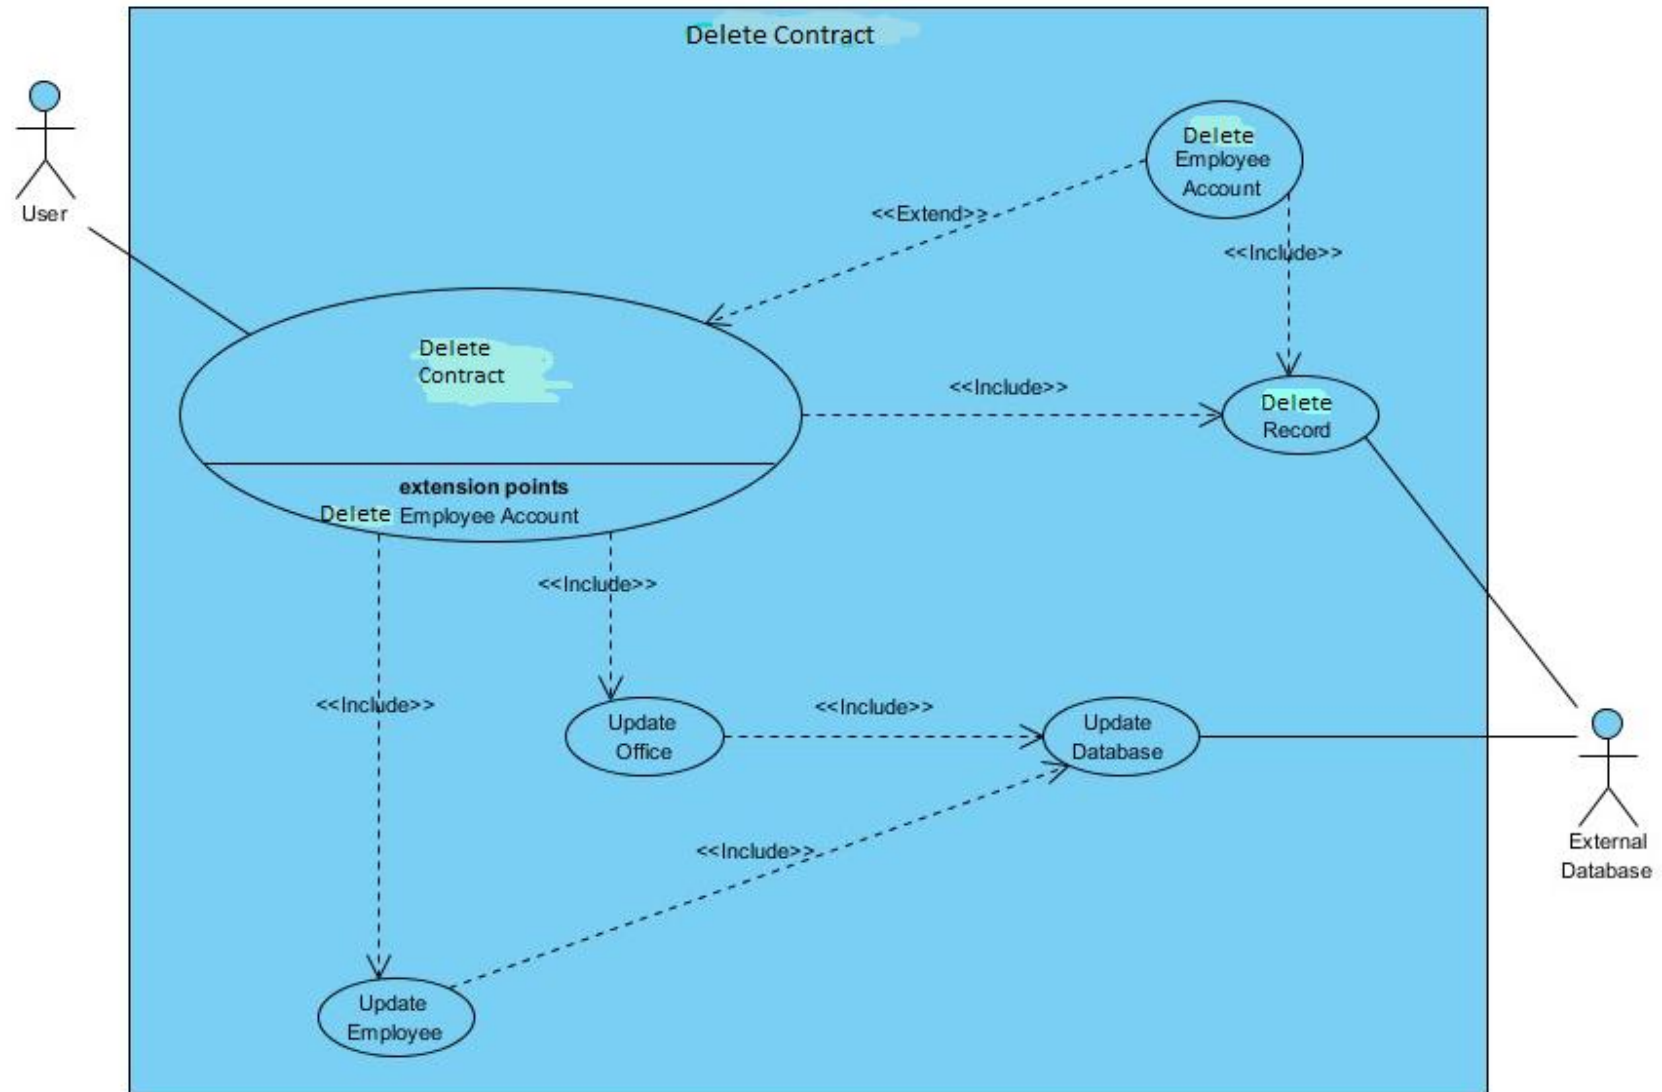 Delete Contract
User
Delete
Employee
Account
<<Extend>>
<<Include>>
Delete
Contract
<<Include>>
Delete
Record
extension points
Delete Employee Account
<<Include>>
<<Include>>
Update
Office
<<Include>>
Update
Database
External
Database
<<Include>>
Update
Employee